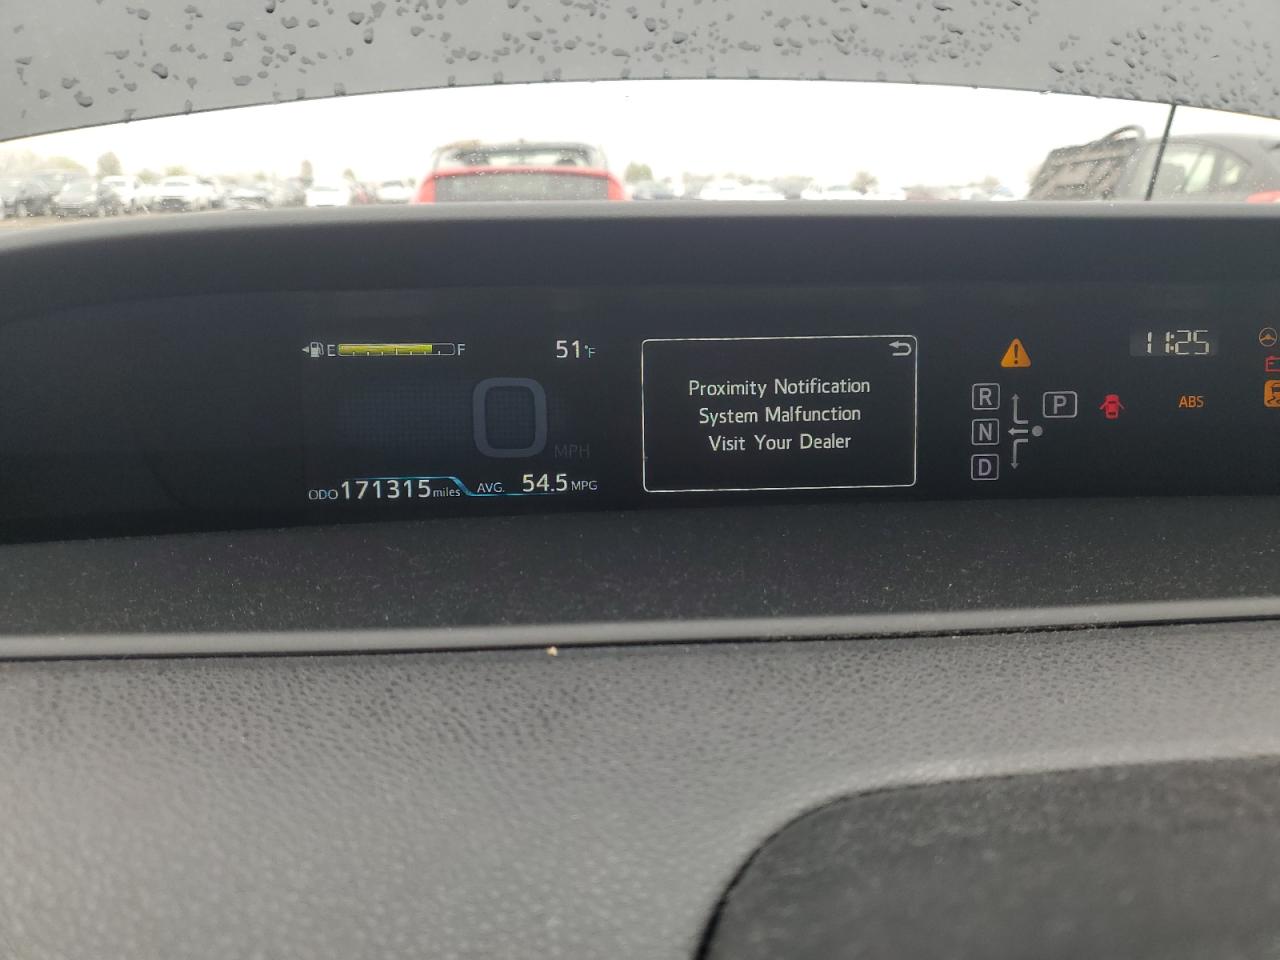 E F 51°F
0 MPH
ODO 171315 miles AVG. 54.5 MPG
Proximity Notification
System Malfunction
Visit Your Dealer
R
N
D
P
11:25
ABS